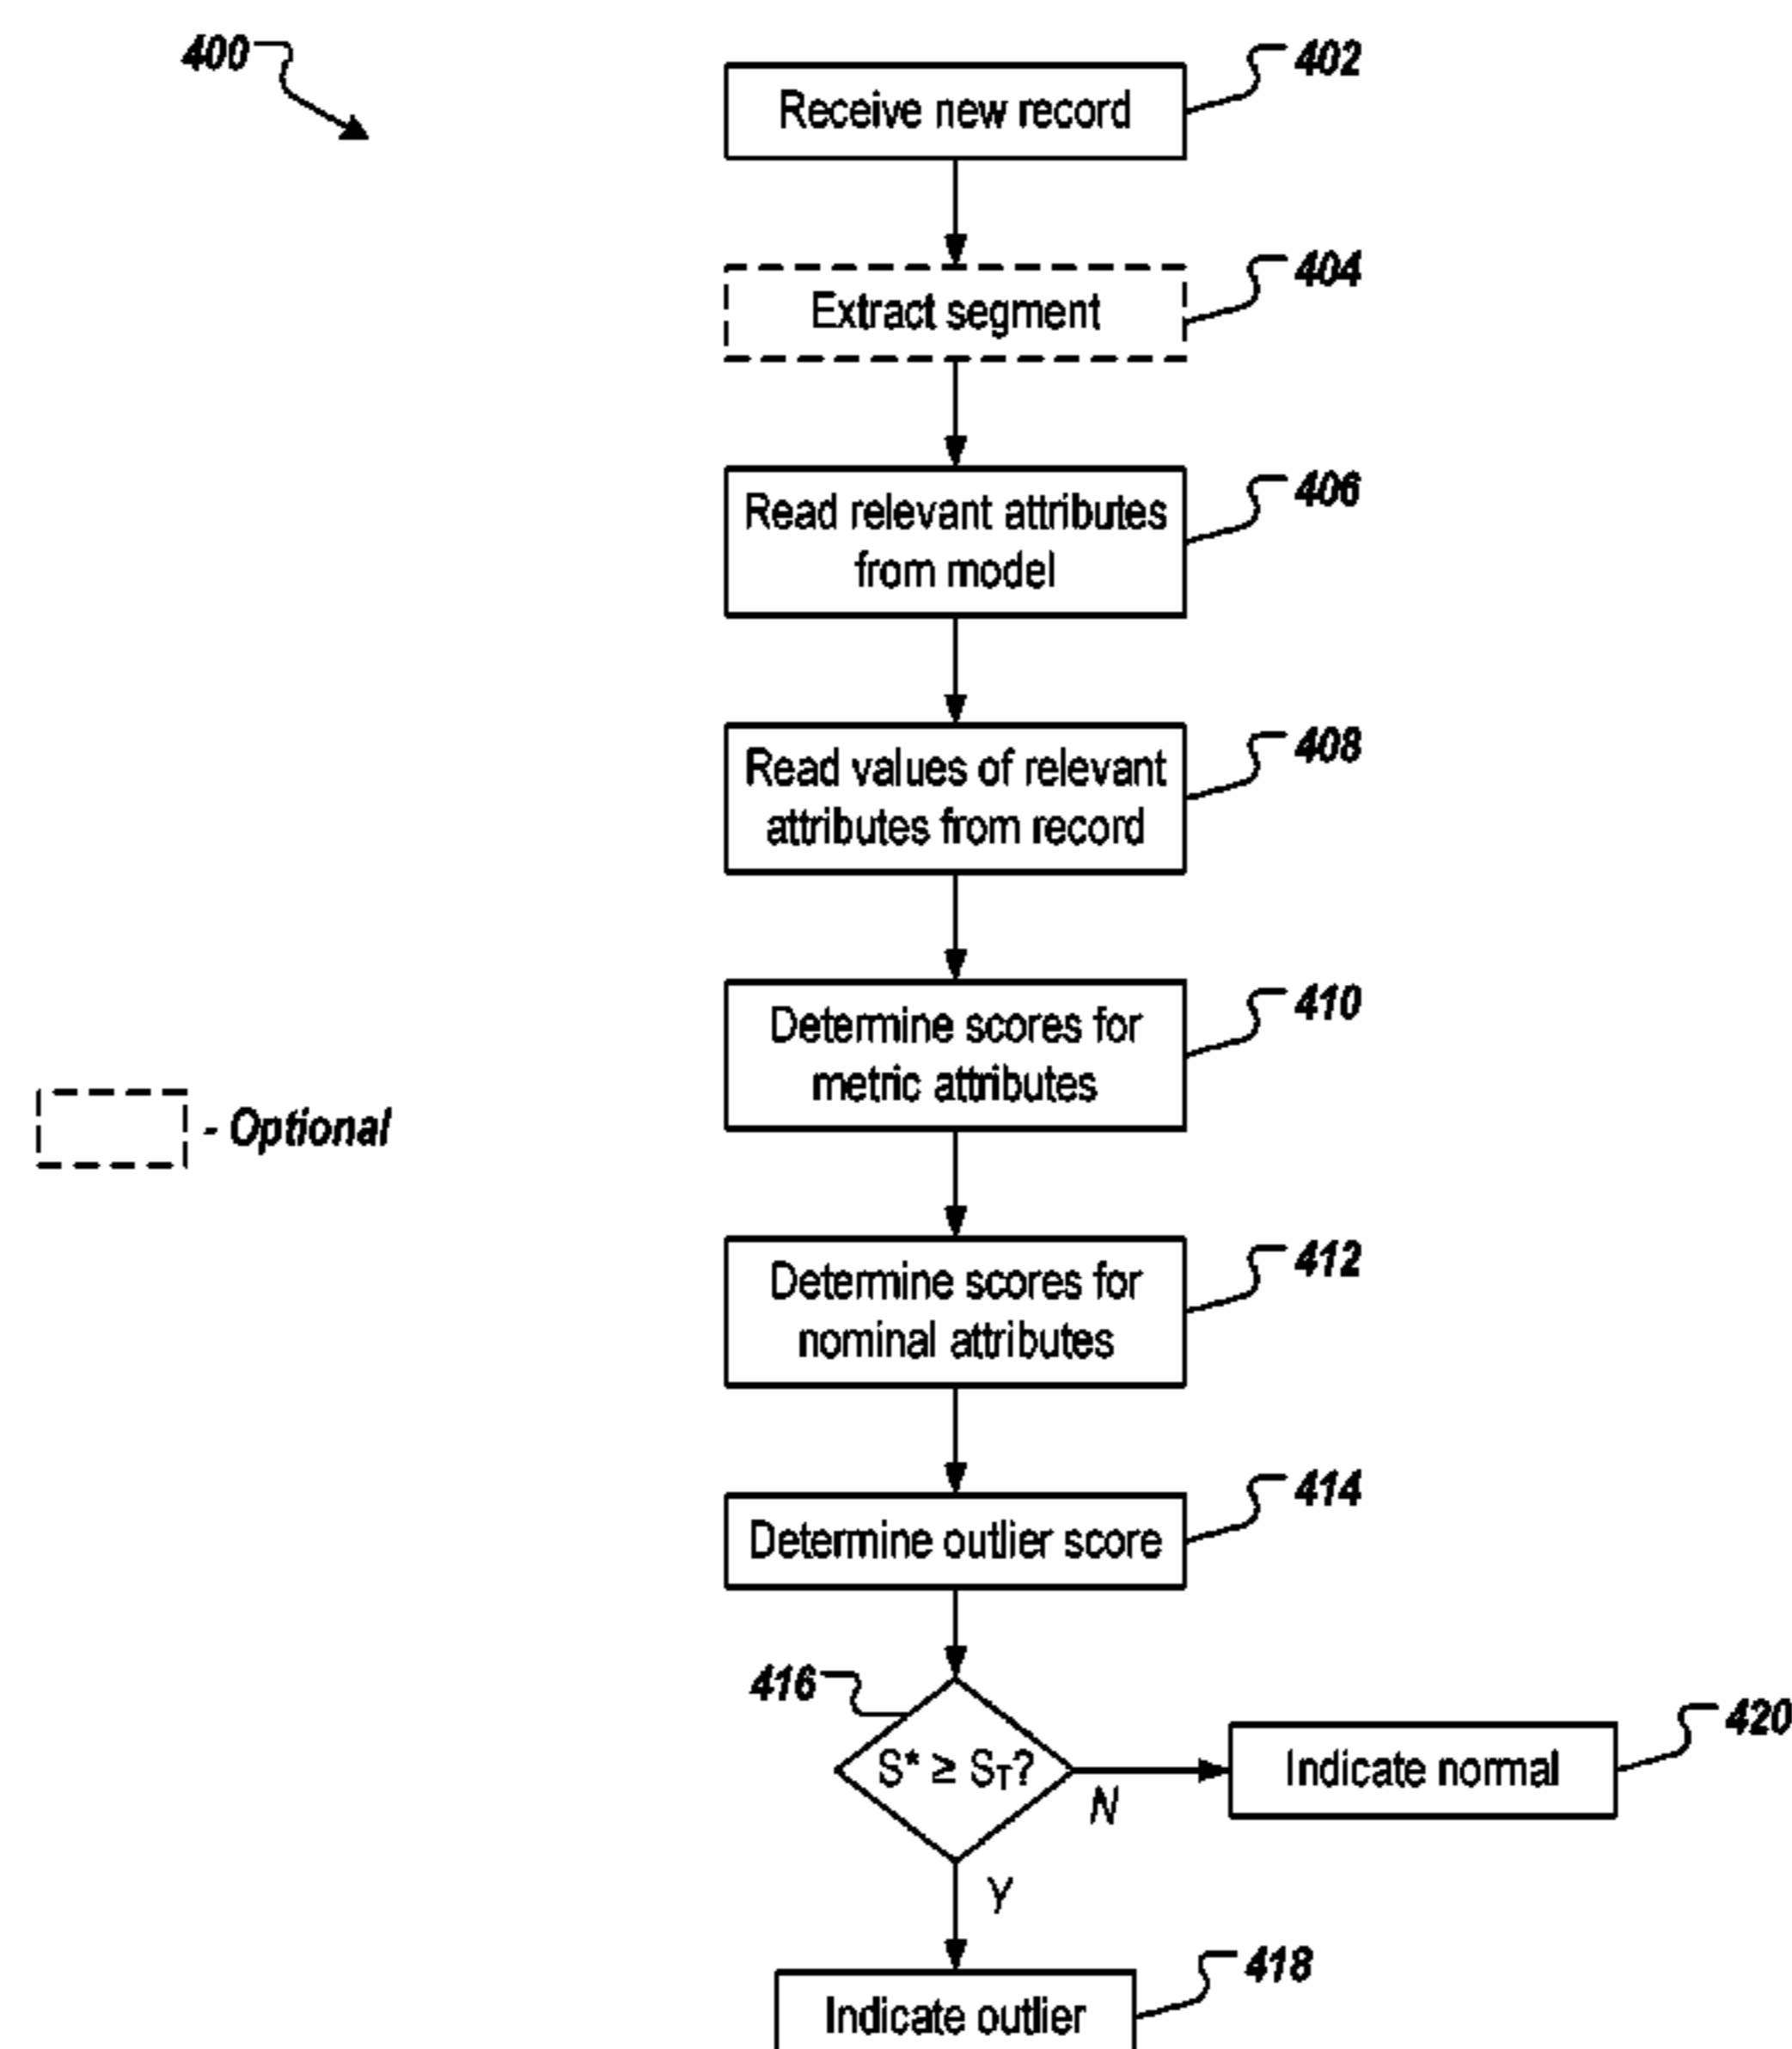 400
402
Receive new record
404
Extract segment
406
Read relevant attributes
from model
408
Read values of relevant
attributes from record
410
Determine scores for
metric attributes
- Optional
412
Determine scores for
nominal attributes
414
Determine outlier score
416
420
S* ≥ ST?
Indicate normal
N
Y
418
Indicate outlier